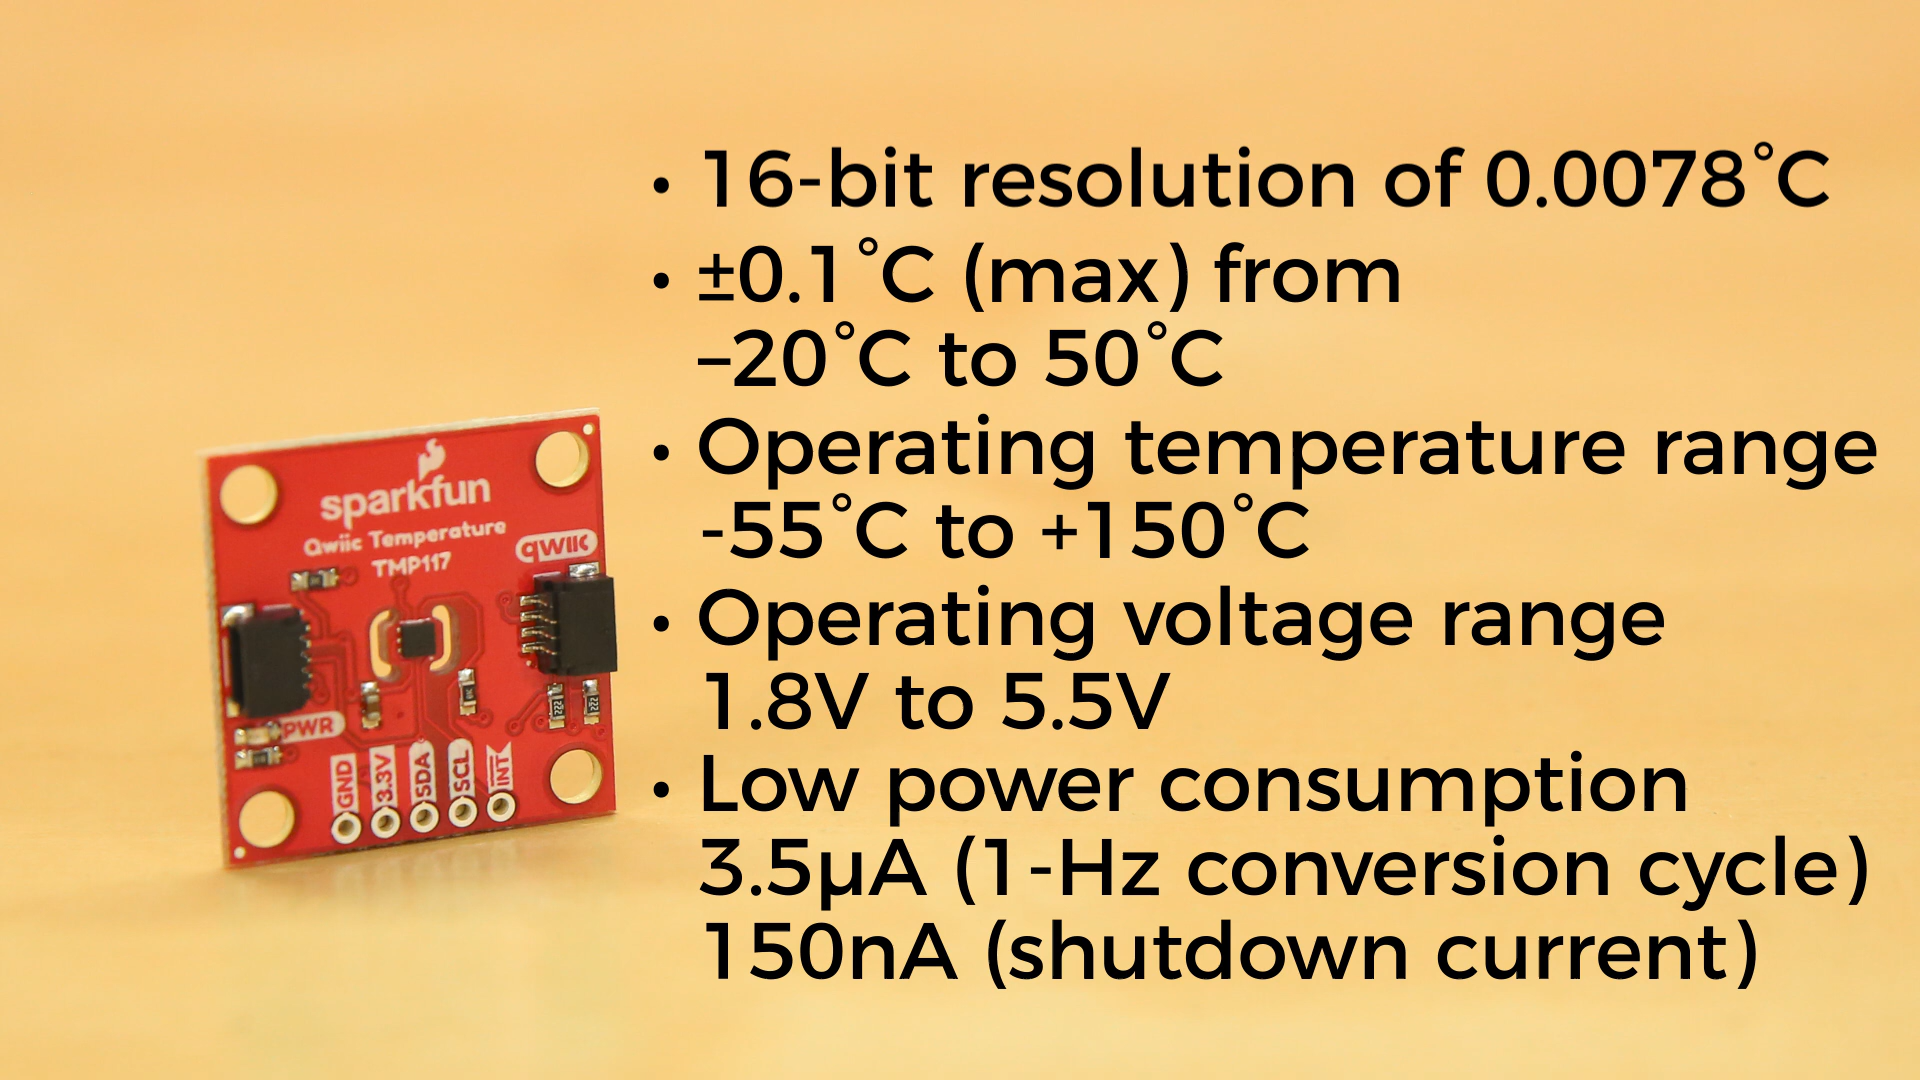 • 16-bit resolution of 0.0078°C
• ±0.1°C (max) from
–20°C to 50°C
• Operating temperature range
-55°C to +150°C
• Operating voltage range
1.8V to 5.5V
• Low power consumption
3.5µA (1-Hz conversion cycle)
150nA (shutdown current)
sparkfun
Qwiic Temperature
TMP117
qwiic
PWR
GND
3.3V
SDA
SCL
INT
222
222